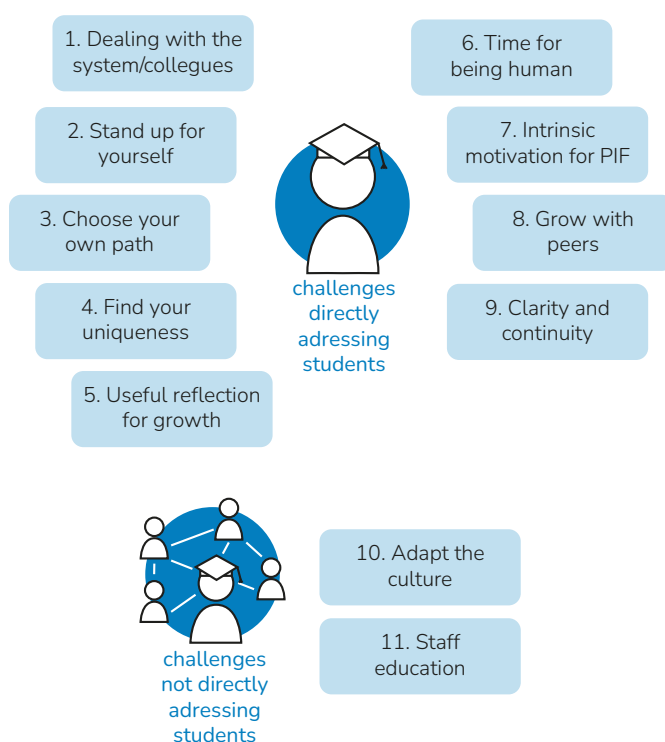 1. Dealing with the
system/collegues
2. Stand up for
yourself
3. Choose your
own path
4. Find your
uniqueness
5. Useful reflection
for growth
challenges
directly
adressing
students
6. Time for
being human
7. Intrinsic
motivation for PIF
8. Grow with
peers
9. Clarity and
continuity
challenges
not directly
adressing
students
10. Adapt the
culture
11. Staff
education